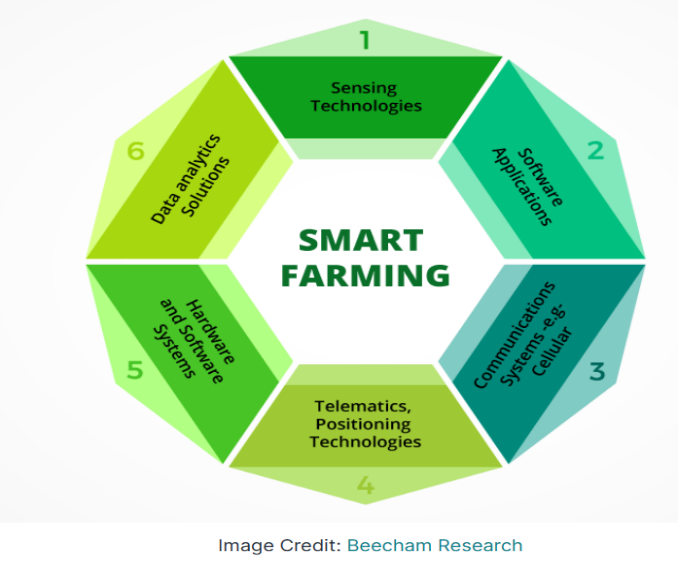 1
Sensing
Technologies
2
Software
Applications
3
Communications
Systems -e.g-
Cellular
4
Telematics,
Positioning
Technologies
5
Hardware
and Software
Systems
6
Data analytics
Solutions
SMART
FARMING
Image Credit: Beecham Research